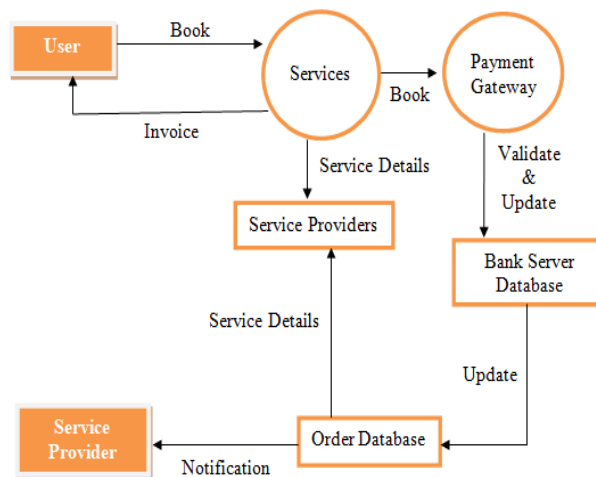 User
Book
Services
Payment
Gateway
Book
Invoice
Service Details
Validate
&
Update
Service Providers
Bank Server
Database
Service Details
Update
Service
Provider
Order Database
Notification